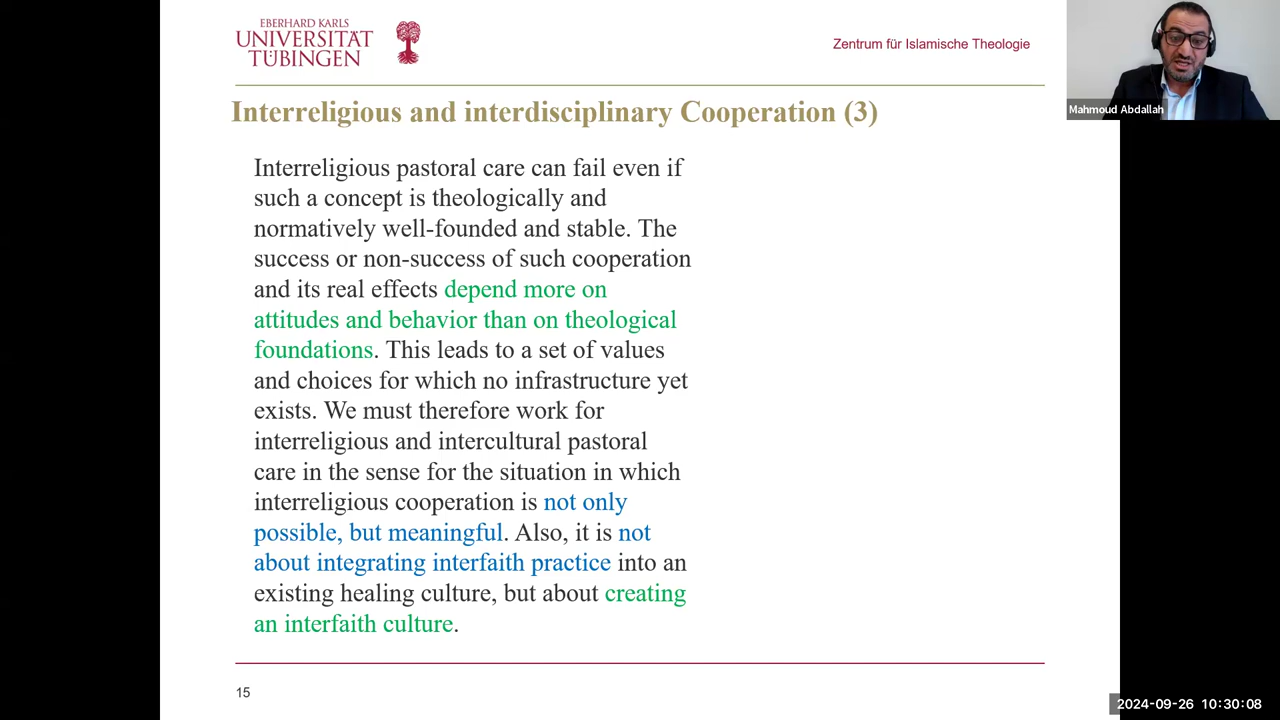 EBERHARD KARLS
UNIVERSITÄT
TÜBINGEN
Zentrum für Islamische Theologie
Mahmoud Abdallah
Interreligious and interdisciplinary Cooperation (3)
Interreligious pastoral care can fail even if
such a concept is theologically and
normatively well-founded and stable. The
success or non-success of such cooperation
and its real effects depend more on
attitudes and behavior than on theological
foundations. This leads to a set of values
and choices for which no infrastructure yet
exists. We must therefore work for
interreligious and intercultural pastoral
care in the sense for the situation in which
interreligious cooperation is not only
possible, but meaningful. Also, it is not
about integrating interfaith practice into an
existing healing culture, but about creating
an interfaith culture.
15
2024-09-26 10:30:08